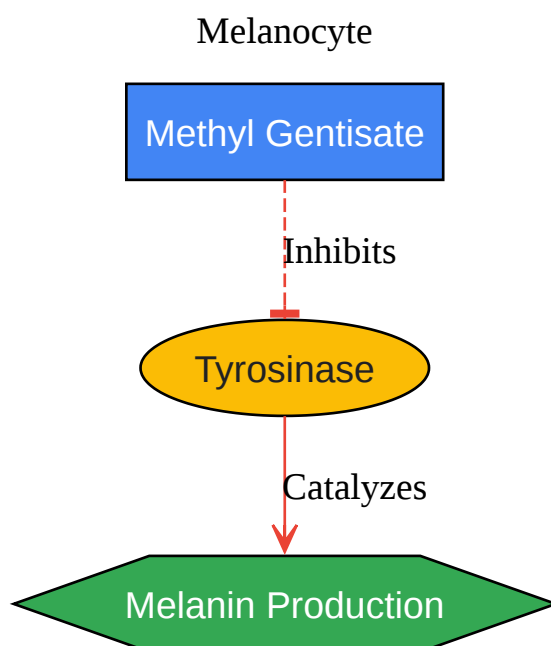 Melanocyte
Methyl Gentisate
Inhibits
Tyrosinase
Catalyzes
Melanin Production